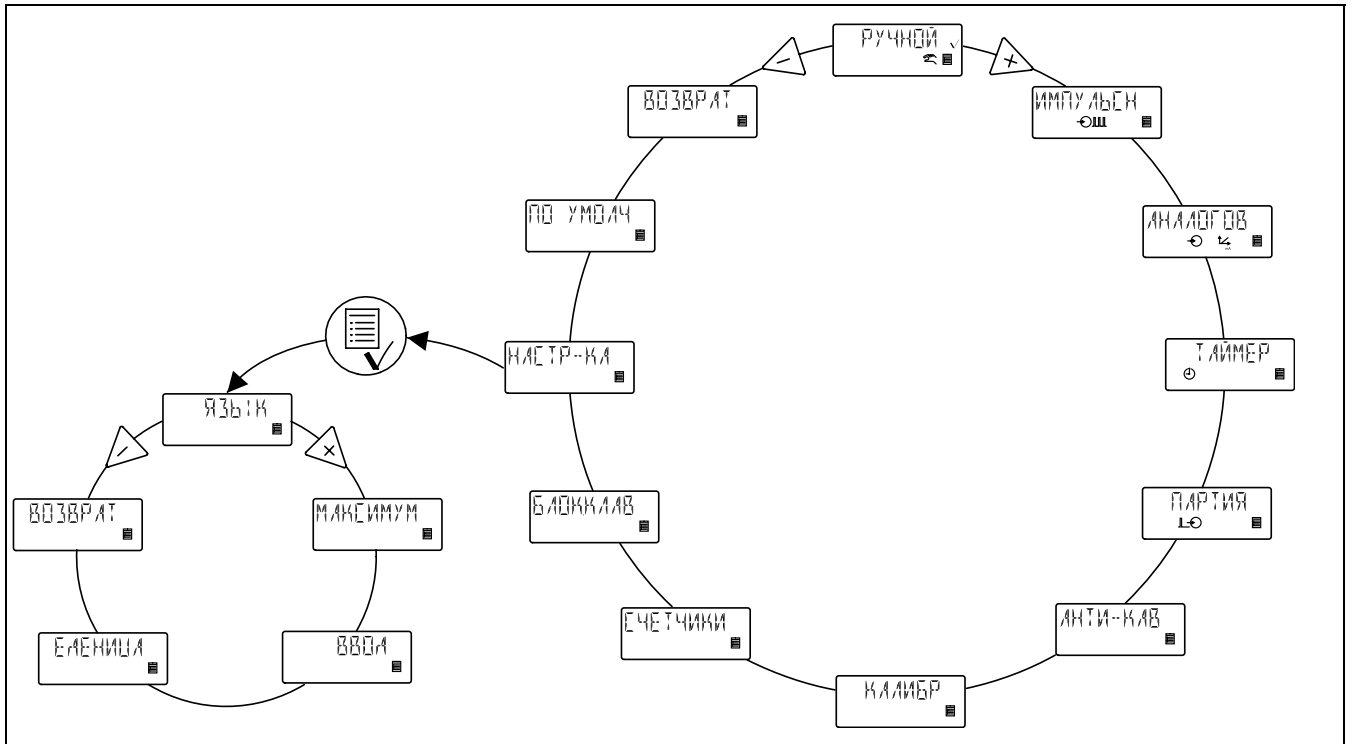 РУЧНОЙ
ИМПУЛЬСН
АНАЛОГОВ
ТАЙМЕР
ПАРТИЯ
АНТИ-КАВ
КАЛИБР
СЧЕТЧИКИ
БЛОККЛАВ
НАСТР-КА
ПО УМОЛЧ
ВОЗВРАТ
ЯЗЫК
МАКСИМУМ
ВВОД
ЕДЕНИЦА
ВОЗВРАТ